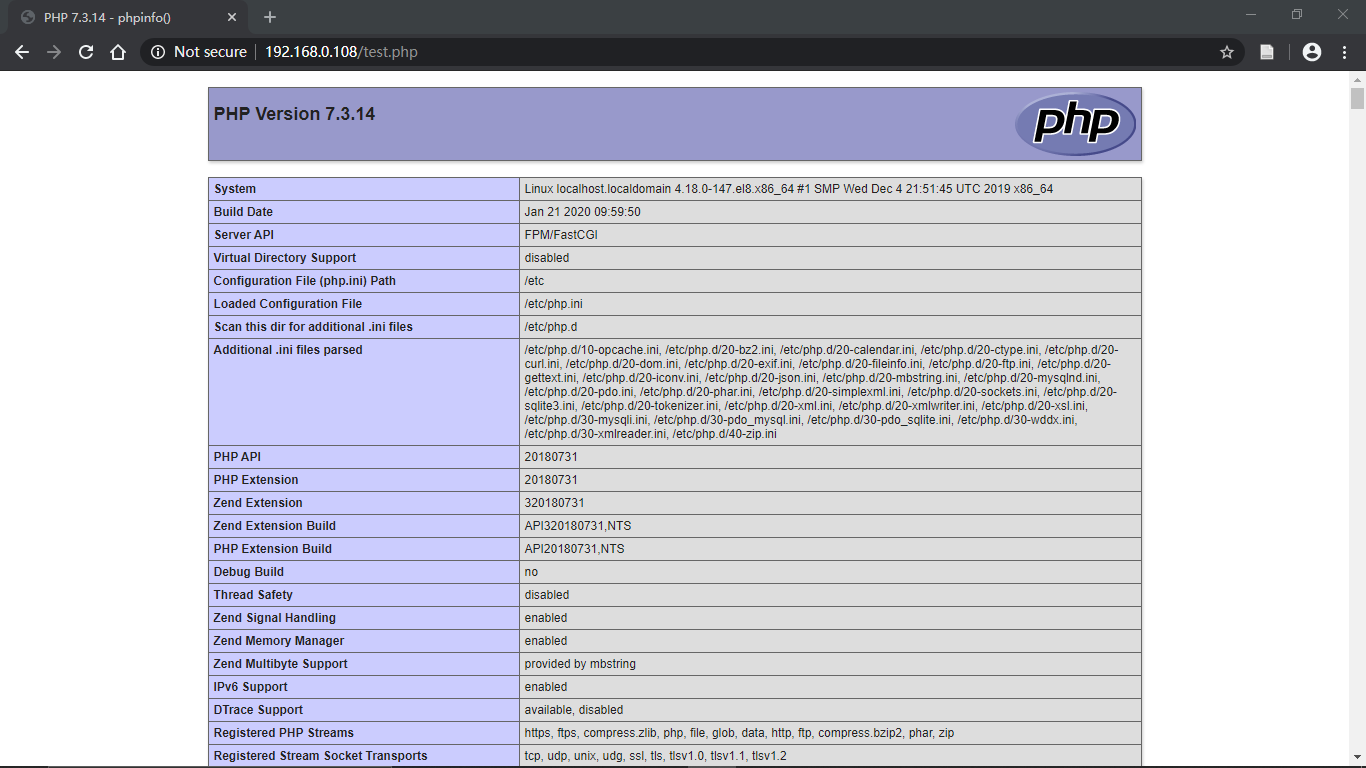 PHP 7.3.14 - phpinfo()
Not secure 192.168.0.108/test.php
PHP Version 7.3.14
php
System Linux localhost.localdomain 4.18.0-147.el8.x86_64 #1 SMP Wed Dec 4 21:51:45 UTC 2019 x86_64
Build Date Jan 21 2020 09:59:50
Server API FPM/FastCGI
Virtual Directory Support disabled
Configuration File (php.ini) Path /etc
Loaded Configuration File /etc/php.ini
Scan this dir for additional .ini files /etc/php.d
Additional .ini files parsed /etc/php.d/10-opcache.ini, /etc/php.d/20-bz2.ini, /etc/php.d/20-calendar.ini, /etc/php.d/20-ctype.ini, /etc/php.d/20-
curl.ini, /etc/php.d/20-dom.ini, /etc/php.d/20-exif.ini, /etc/php.d/20-fileinfo.ini, /etc/php.d/20-ftp.ini, /etc/php.d/20-
gettext.ini, /etc/php.d/20-iconv.ini, /etc/php.d/20-json.ini, /etc/php.d/20-mbstring.ini, /etc/php.d/20-mysqlnd.ini,
/etc/php.d/20-pdo.ini, /etc/php.d/20-phar.ini, /etc/php.d/20-simplexml.ini, /etc/php.d/20-sockets.ini, /etc/php.d/20-
sqlite3.ini, /etc/php.d/20-tokenizer.ini, /etc/php.d/20-xml.ini, /etc/php.d/20-xmlwriter.ini, /etc/php.d/20-xsl.ini,
/etc/php.d/30-mysqli.ini, /etc/php.d/30-pdo_mysql.ini, /etc/php.d/30-pdo_sqlite.ini, /etc/php.d/30-wddx.ini,
/etc/php.d/30-xmlreader.ini, /etc/php.d/40-zip.ini
PHP API 20180731
PHP Extension 20180731
Zend Extension 320180731
Zend Extension Build API320180731,NTS
PHP Extension Build API20180731,NTS
Debug Build no
Thread Safety disabled
Zend Signal Handling enabled
Zend Memory Manager enabled
Zend Multibyte Support provided by mbstring
IPv6 Support enabled
DTrace Support available, disabled
Registered PHP Streams https, ftps, compress.zlib, php, file, glob, data, http, ftp, compress.bzip2, phar, zip
Registered Stream Socket Transports tcp, udp, unix, udg, ssl, tls, tlsv1.0, tlsv1.1, tlsv1.2